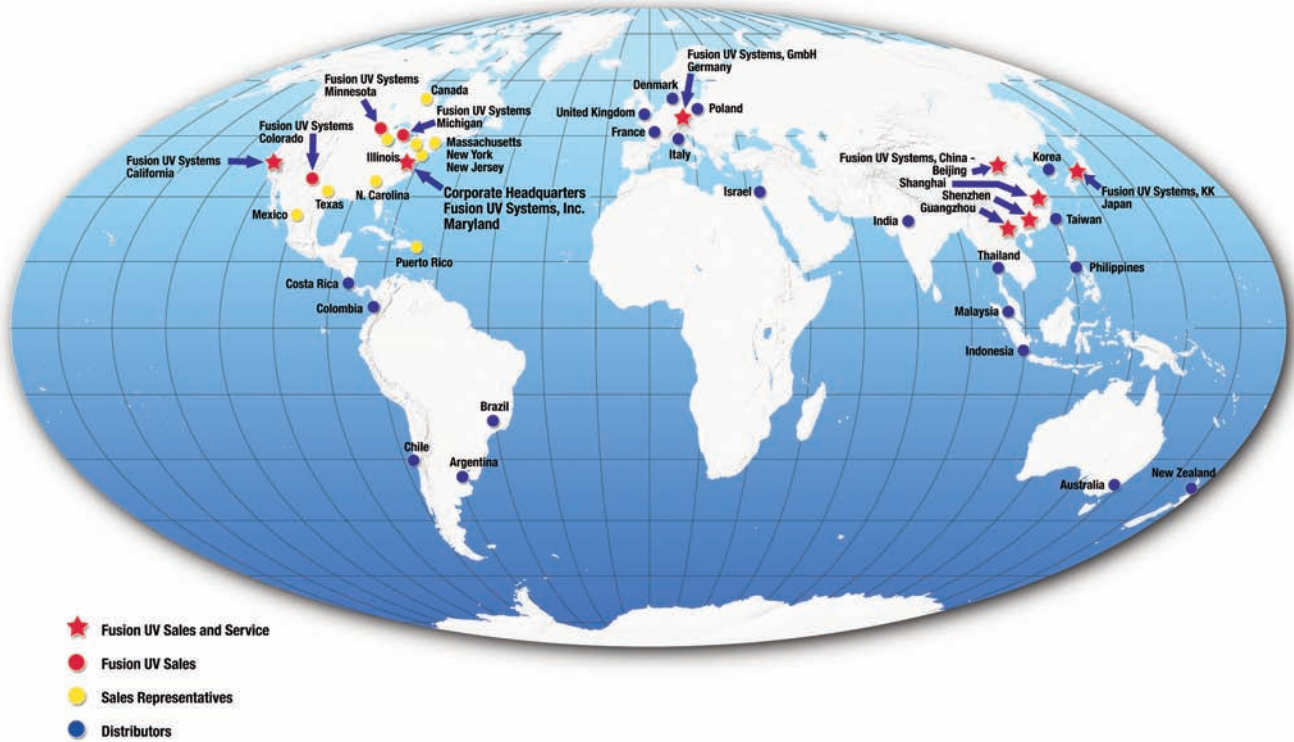 Fusion UV Systems, GmbH
Germany
Fusion UV Systems
Minnesota
Canada
Denmark
Poland
Fusion UV Systems
Michigan
United Kingdom
Fusion UV Systems
Colorado
France
Massachusetts
New York
New Jersey
Italy
Fusion UV Systems
California
Illinois
Fusion UV Systems, China -
Beijing
Shanghai
Shenzhen
Guangzhou
Korea
Fusion UV Systems, KK
Japan
Corporate Headquarters
Fusion UV Systems, Inc.
Maryland
N. Carolina
Texas
Mexico
Israel
India
Taiwan
Puerto Rico
Thailand
Philippines
Costa Rica
Colombia
Malaysia
Indonesia
Brazil
Chile
Argentina
Australia
New Zealand
Fusion UV Sales and Service
Fusion UV Sales
Sales Representatives
Distributors